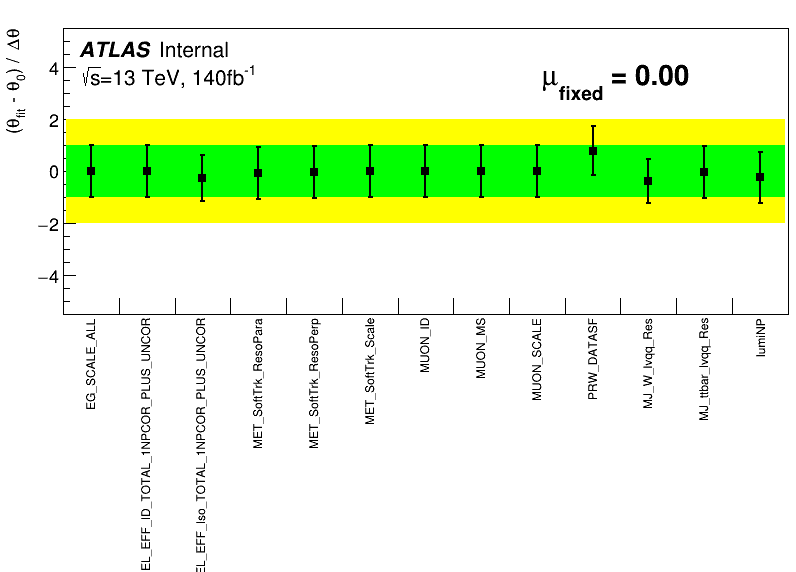 ATLAS Internal
√s=13 TeV, 140fb-1
μfixed = 0.00
(θfit - θ0) / Δθ
4
2
0
−2
−4
EG_SCALE_ALL
EL_EFF_ID_TOTAL_1NPCOR_PLUS_UNCOR
EL_EFF_Iso_TOTAL_1NPCOR_PLUS_UNCOR
MET_SoftTrk_ResoPara
MET_SoftTrk_ResoPerp
MET_SoftTrk_Scale
MUON_ID
MUON_MS
MUON_SCALE
PRW_DATASF
MJ_W_lvqq_Res
MJ_ttbar_lvqq_Res
lumiNP